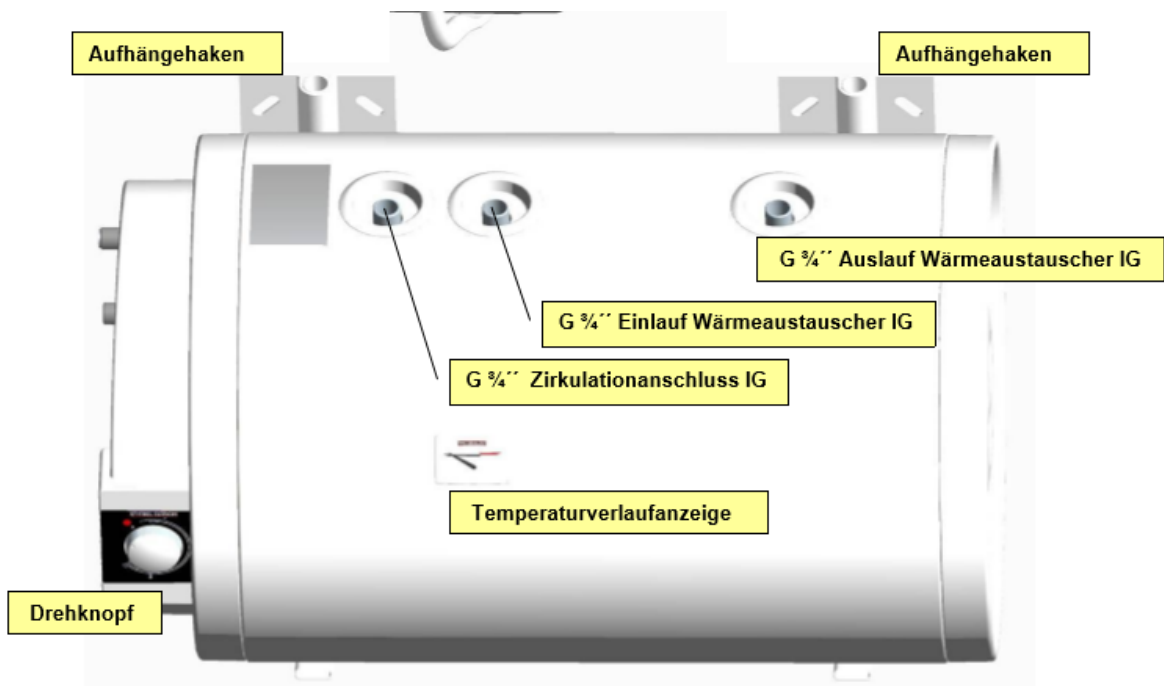 Aufhängehaken
Aufhängehaken
G ¾´´ Auslauf Wärmeaustauscher IG
G ¾´´ Einlauf Wärmeaustauscher IG
G ¾´´ Zirkulationanschluss IG
Temperaturverlaufanzeige
Drehknopf